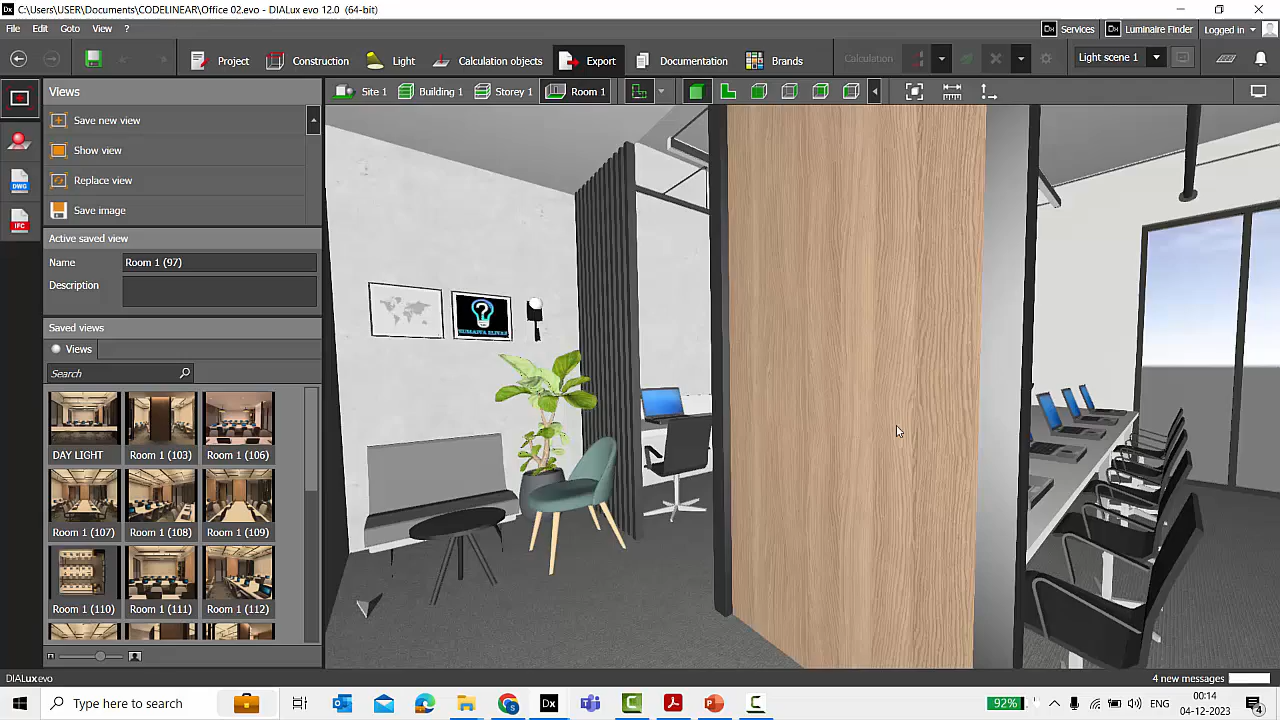 C:\Users\USER\Documents\CODELINEAR\Office 02.evo - DIALux evo 12.0 (64-bit)
File Edit Goto View ?
Services Luminaire Finder Logged in
Project Construction Light Calculation objects Export Documentation Brands Calculation Light scene 1
Views Site 1 Building 1 Storey 1 Room 1
Save new view
Show view
Replace view
Save image
Active saved view
Name Room 1 (97)
Description
Saved views
Views
Search
DAY LIGHT Room 1 (103) Room 1 (106)
Room 1 (107) Room 1 (108) Room 1 (109)
Room 1 (110) Room 1 (111) Room 1 (112)
DWG
IFC
DIALux evo 4 new messages
Type here to search 92% ENG 00:14
04-12-2023